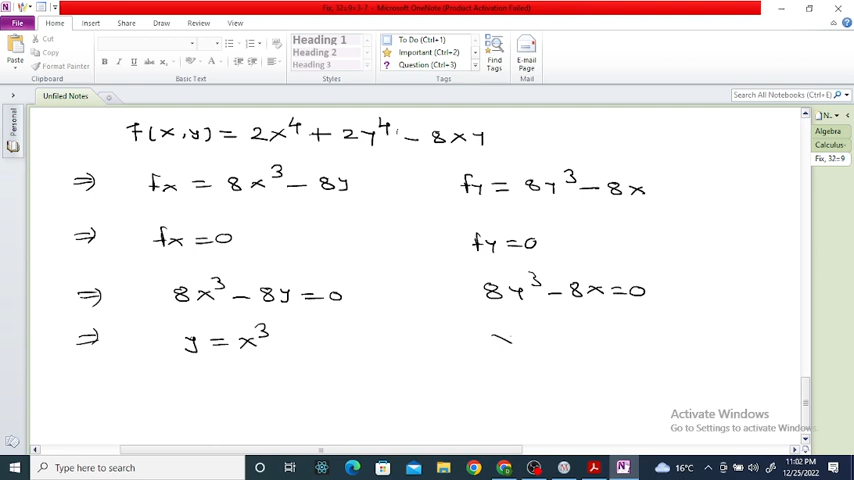 Fix, 32=9=3-7 - Microsoft OneNote (Product Activation Failed)
File Home Insert Share Draw Review View
Paste Cut Copy Format Painter
Clipboard
B I U abc x
Basic Text
Heading 1
Heading 2
Heading 3
Styles
To Do (Ctrl+1)
Important (Ctrl+2)
Question (Ctrl+3)
Tags
Find Tags
E-mail Page
Mail
Unfiled Notes
Search All Notebooks (Ctrl+E)
Personal
Algebra
Calculus-
Fix, 32=9
f(x,y) = 2x⁴ + 2y⁴ - 8xy
⇒ fx = 8x³ - 8y fy = 8y³ - 8x
⇒ fx = 0 fy = 0
⇒ 8x³ - 8y = 0 8y³ - 8x = 0
⇒ y = x³
Activate Windows
Go to Settings to activate Windows.
Type here to search
16°C
11:02 PM
12/25/2022